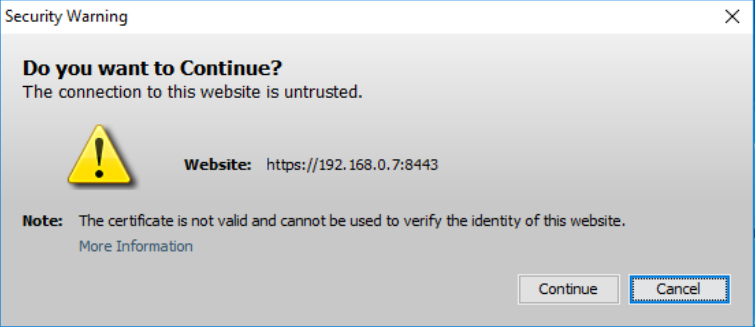 Security Warning
Do you want to Continue?
The connection to this website is untrusted.
Website: https://192.168.0.7:8443
Note: The certificate is not valid and cannot be used to verify the identity of this website.
More Information
Continue Cancel